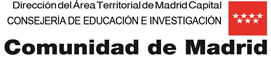 Dirección del Área Territorial de Madrid Capital
CONSEJERÍA DE EDUCACIÓN E INVESTIGACIÓN
Comunidad de Madrid